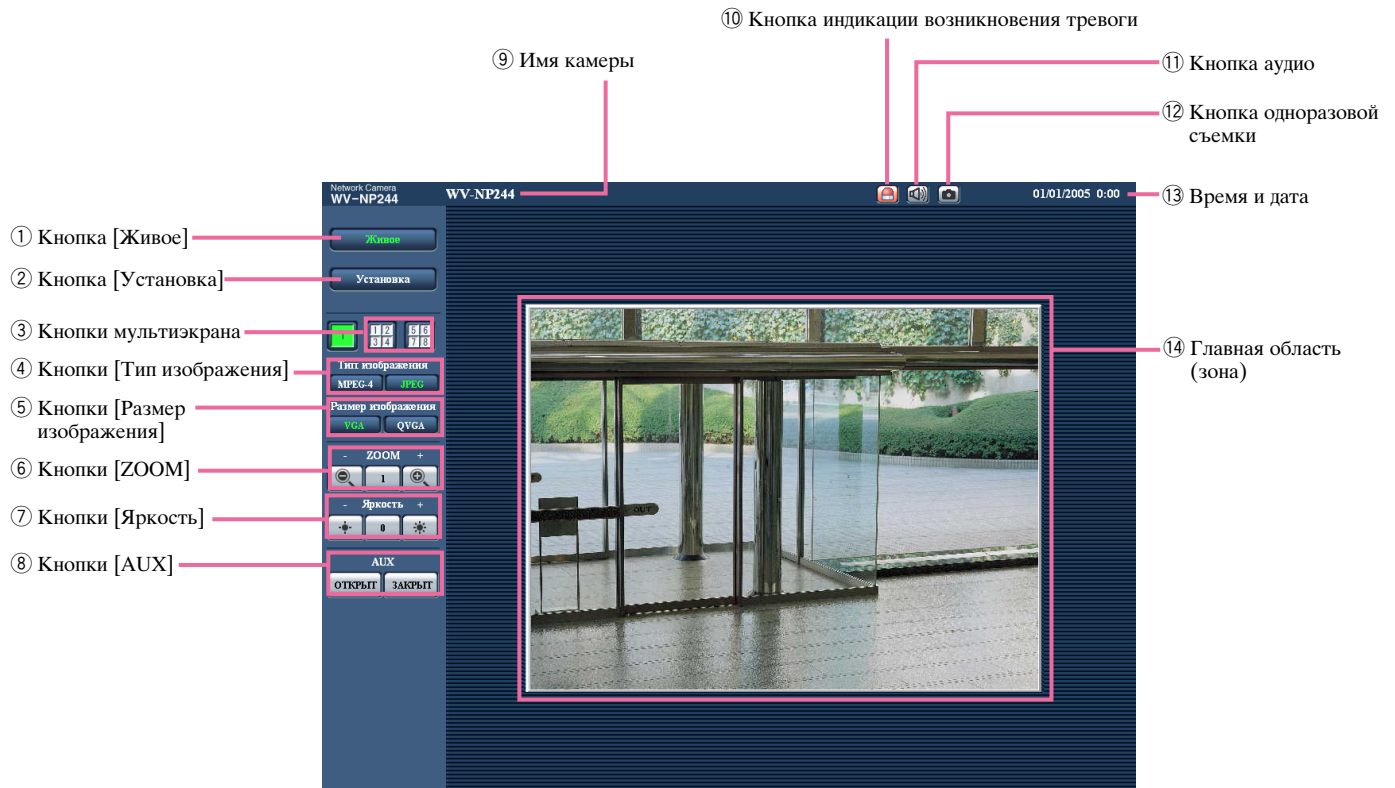 ⑩ Кнопка индикации возникновения тревоги
⑨ Имя камеры
⑪ Кнопка аудио
⑫ Кнопка одноразовой
съемки
Network Camera
WV-NP244
WV-NP244
01/01/2005 0:00
⑬ Время и дата
① Кнопка [Живое]
Живое
② Кнопка [Установка]
Установка
③ Кнопки мультиэкрана
1
1 2
3 4
5 6
7 8
④ Кнопки [Тип изображения]
Тип изображения
MPEG-4
JPEG
⑭ Главная область
(зона)
⑤ Кнопки [Размер
изображения]
Размер изображения
VGA
QVGA
⑥ Кнопки [ZOOM]
- ZOOM +
1
⑦ Кнопки [Яркость]
- Яркость +
0
OUT
⑧ Кнопки [AUX]
AUX
ОТКРЫТ
ЗАКРЫТ